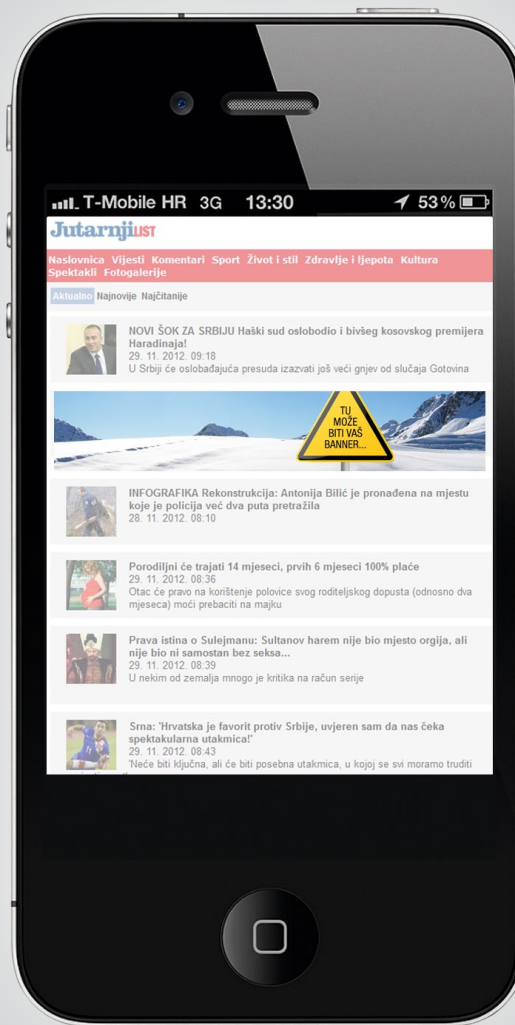 T-Mobile HR 3G 13:30 53%
Jutarnji LIST
Naslovnica Vijesti Komentari Sport Život i stil Zdravlje i ljepota Kultura
Spektakli Fotogalerije
Aktualno Najnovije Najčitanije
NOVI ŠOK ZA SRBIJU Haški sud oslobodio i bivšeg kosovskog premijera
Haradinaja!
29. 11. 2012. 09:18
U Srbiji će oslobađajuća presuda izazvati još veći gnjev od slučaja Gotovina
TU
MOŽE
BITI VAŠ
BANNER...
INFOGRAFIKA Rekonstrukcija: Antonija Bilić je pronađena na mjestu
koje je policija već dva puta pretražila
28. 11. 2012. 08:10
Porodiljni će trajati 14 mjeseci, prvih 6 mjeseci 100% plaće
29. 11. 2012. 08:36
Otac će pravo na korištenje polovice svog roditeljskog dopusta (odnosno dva
mjeseca) moći prebaciti na majku
Prava istina o Sulejmanu: Sultanov harem nije bio mjesto orgija, ali
nije bio ni samostan bez seksa...
29. 11. 2012. 08:39
U nekim od zemalja mnogo je kritika na račun serije
Srna: 'Hrvatska je favorit protiv Srbije, uvjeren sam da nas čeka
spektakularna utakmica!'
29. 11. 2012. 08:43
'Neće biti ključna, ali će biti posebna utakmica, u kojoj se svi moramo truditi